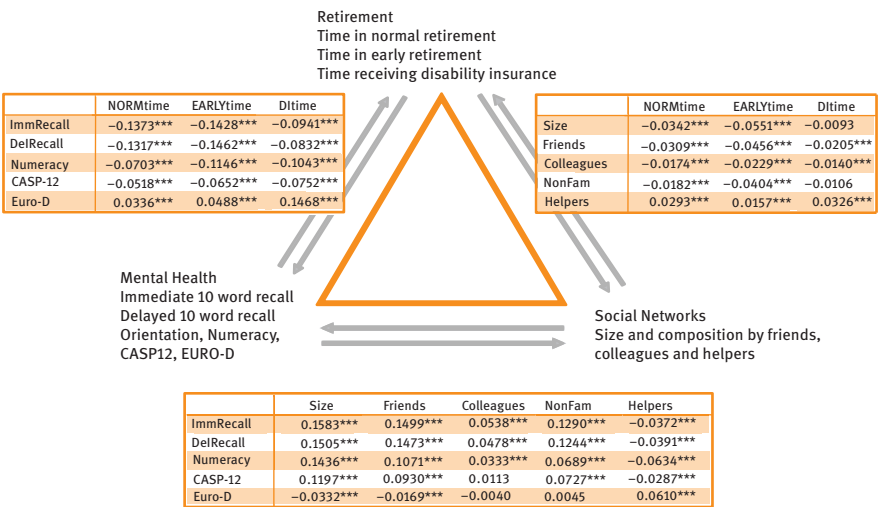 Retirement
Time in normal retirement
Time in early retirement
Time receiving disability insurance
NORMtime EARLYtime DItime
ImmRecall −0.1373*** −0.1428*** −0.0941***
DelRecall −0.1317*** −0.1462*** −0.0832***
Numeracy −0.0703*** −0.1146*** −0.1043***
CASP-12 −0.0518*** −0.0652*** −0.0752***
Euro-D 0.0336*** 0.0488*** 0.1468***
NORMtime EARLYtime DItime
Size −0.0342*** −0.0551*** −0.0093
Friends −0.0309*** −0.0456*** −0.0205***
Colleagues −0.0174*** −0.0229*** −0.0140***
NonFam −0.0182*** −0.0404*** −0.0106
Helpers 0.0293*** 0.0157*** 0.0326***
Mental Health
Immediate 10 word recall
Delayed 10 word recall
Orientation, Numeracy,
CASP12, EURO-D
Social Networks
Size and composition by friends,
colleagues and helpers
Size Friends Colleagues NonFam Helpers
ImmRecall 0.1583*** 0.1499*** 0.0538*** 0.1290*** −0.0372***
DelRecall 0.1505*** 0.1473*** 0.0478*** 0.1244*** −0.0391***
Numeracy 0.1436*** 0.1071*** 0.0333*** 0.0689*** −0.0634***
CASP-12 0.1197*** 0.0930*** 0.0113 0.0727*** −0.0287***
Euro-D −0.0332*** −0.0169*** −0.0040 0.0045 0.0610***